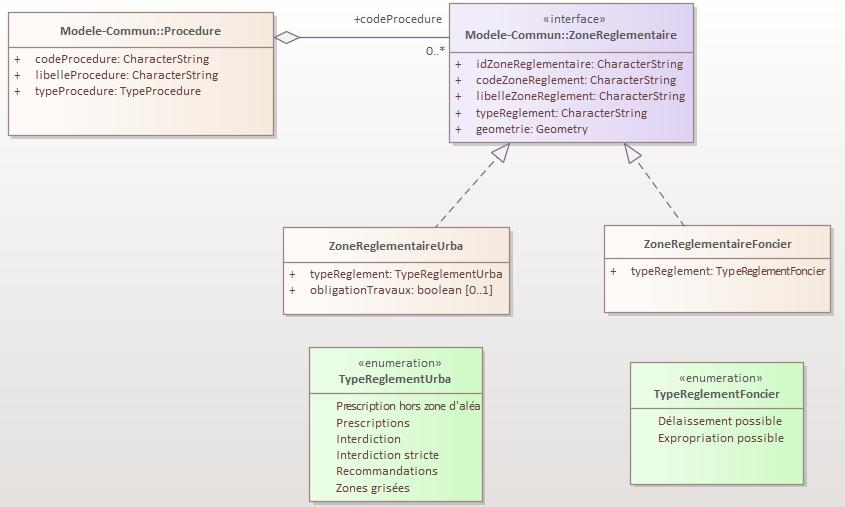 Modele-Commun::Procedure
+ codeProcedure: CharacterString
+ libelleProcedure: CharacterString
+ typeProcedure: TypeProcedure
+codeProcedure
0..*
«interface»
Modele-Commun::ZoneReglementaire
+ idZoneReglementaire: CharacterString
+ codeZoneReglement: CharacterString
+ libelleZoneReglement: CharacterString
+ typeReglement: CharacterString
+ geometrie: Geometry
ZoneReglementaireUrba
+ typeReglement: TypeReglementUrba
+ obligationTravaux: boolean [0..1]
ZoneReglementaireFoncier
+ typeReglement: TypeReglementFoncier
«enumeration»
TypeReglementUrba
Prescription hors zone d'aléa
Prescriptions
Interdiction
Interdiction stricte
Recommandations
Zones grisées
«enumeration»
TypeReglementFoncier
Délaissement possible
Expropriation possible